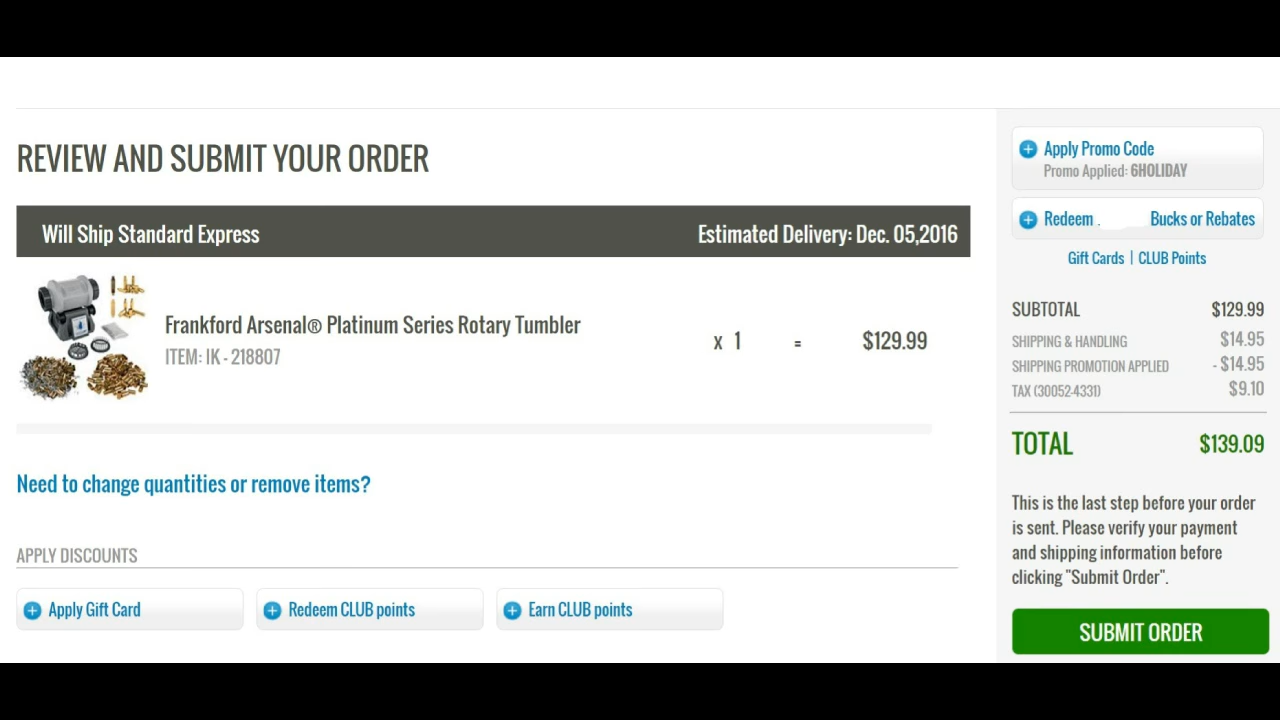 REVIEW AND SUBMIT YOUR ORDER
Will Ship Standard Express
Estimated Delivery: Dec. 05,2016
Frankford Arsenal® Platinum Series Rotary Tumbler
ITEM: IK - 218807
x 1 = $129.99
Need to change quantities or remove items?
APPLY DISCOUNTS
Apply Gift Card
Redeem CLUB points
Earn CLUB points
Apply Promo Code
Promo Applied: 6HOLIDAY
Redeem Bucks or Rebates
Gift Cards | CLUB Points
SUBTOTAL $129.99
SHIPPING & HANDLING $14.95
SHIPPING PROMOTION APPLIED - $14.95
TAX (30052-4331) $9.10
TOTAL $139.09
This is the last step before your order
is sent. Please verify your payment
and shipping information before
clicking "Submit Order".
SUBMIT ORDER